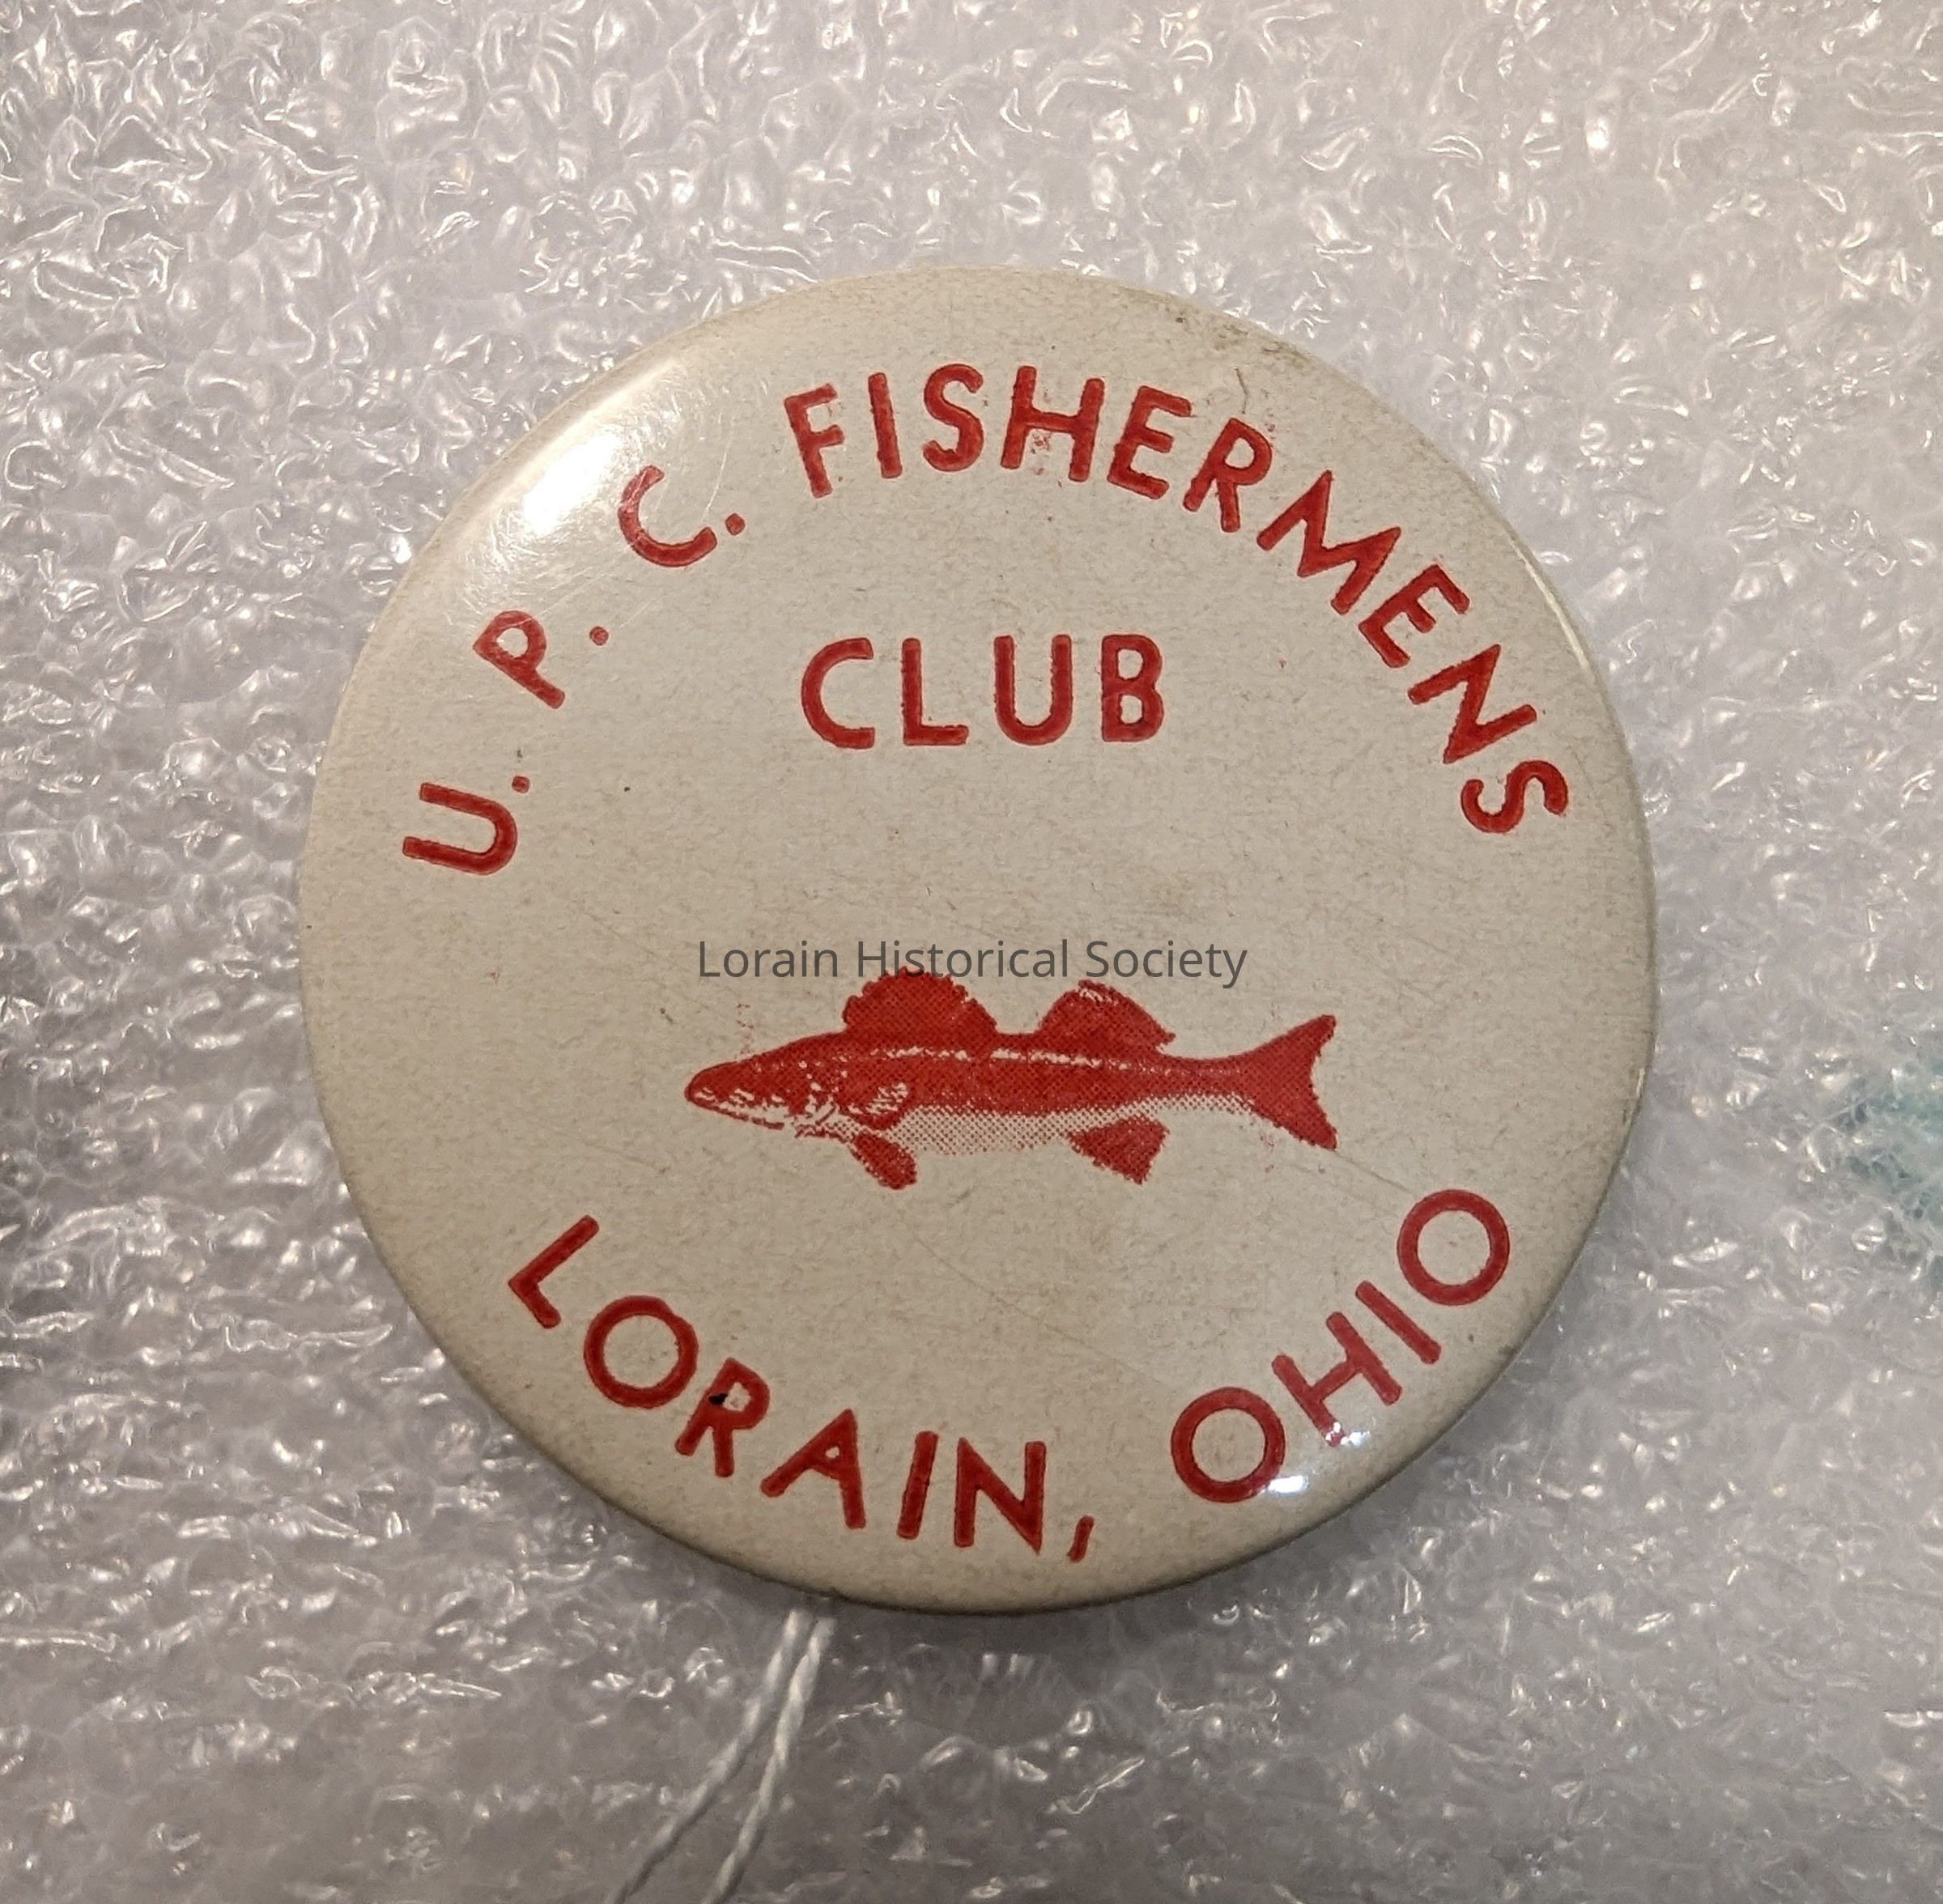 U. P. C. FISHERMENS
CLUB
Lorain Historical Society
LORAIN, OHIO